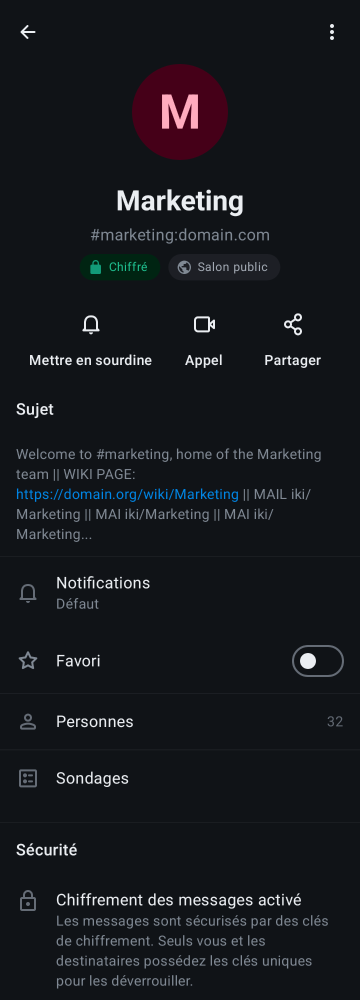 M
Marketing
#marketing:domain.com
Chiffré
Salon public
Mettre en sourdine
Appel
Partager
Sujet
Welcome to #marketing, home of the Marketing
team || WIKI PAGE:
https://domain.org/wiki/Marketing || MAIL iki/
Marketing || MAI iki/Marketing || MAI iki/
Marketing...
Notifications
Défaut
Favori
Personnes
32
Sondages
Sécurité
Chiffrement des messages activé
Les messages sont sécurisés par des clés
de chiffrement. Seuls vous et les
destinataires possédez les clés uniques
pour les déverrouiller.